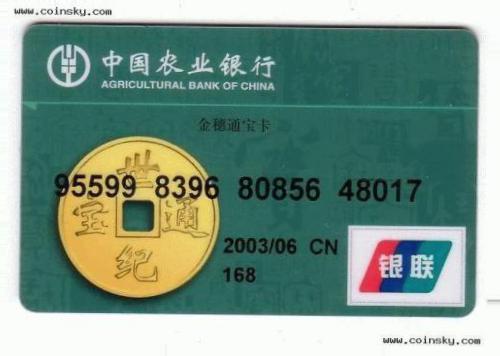 www.coinsky.com
中国农业银行
AGRICULTURAL BANK OF CHINA
金穗通宝卡
95599 8396 80856 48017
世
宝 通
纪
2003/06 CN
168
银联
www.coinsky.com